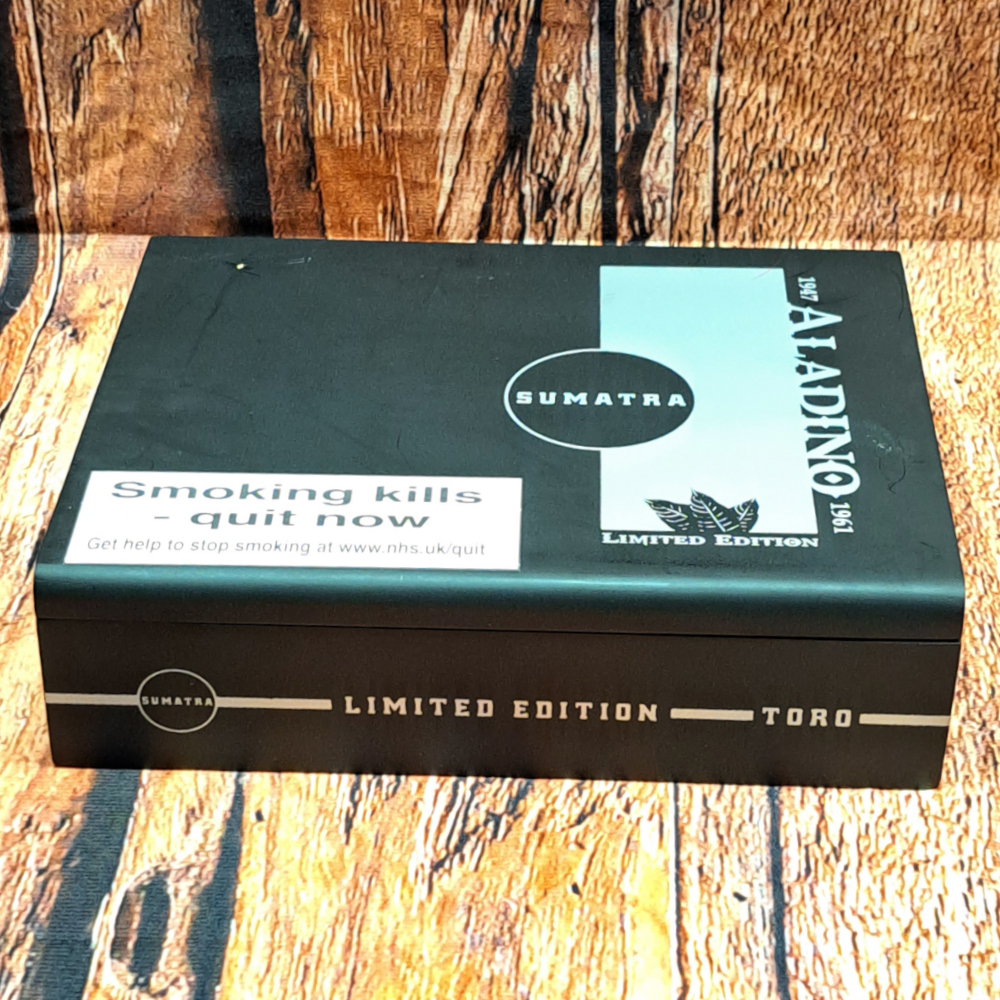 1947 ALADINO 1961
SUMATRA
LIMITED EDITION
Smoking kills
- quit now
Get help to stop smoking at www.nhs.uk/quit
SUMATRA LIMITED EDITION TORO